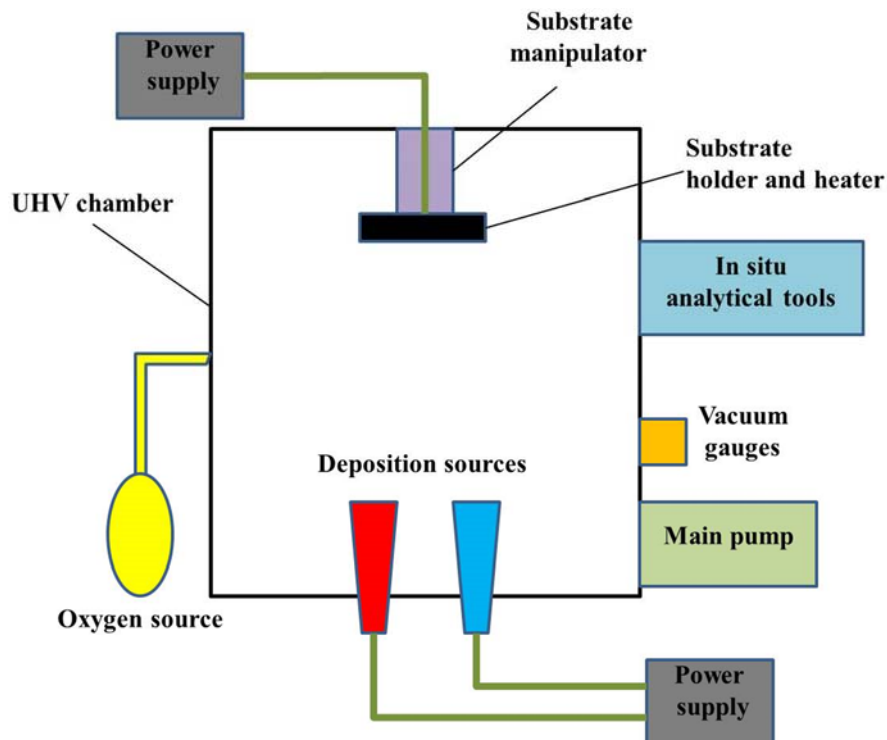 Power
supply
Substrate
manipulator
Substrate
holder and heater
UHV chamber
In situ
analytical tools
Vacuum
gauges
Deposition sources
Main pump
Oxygen source
Power
supply